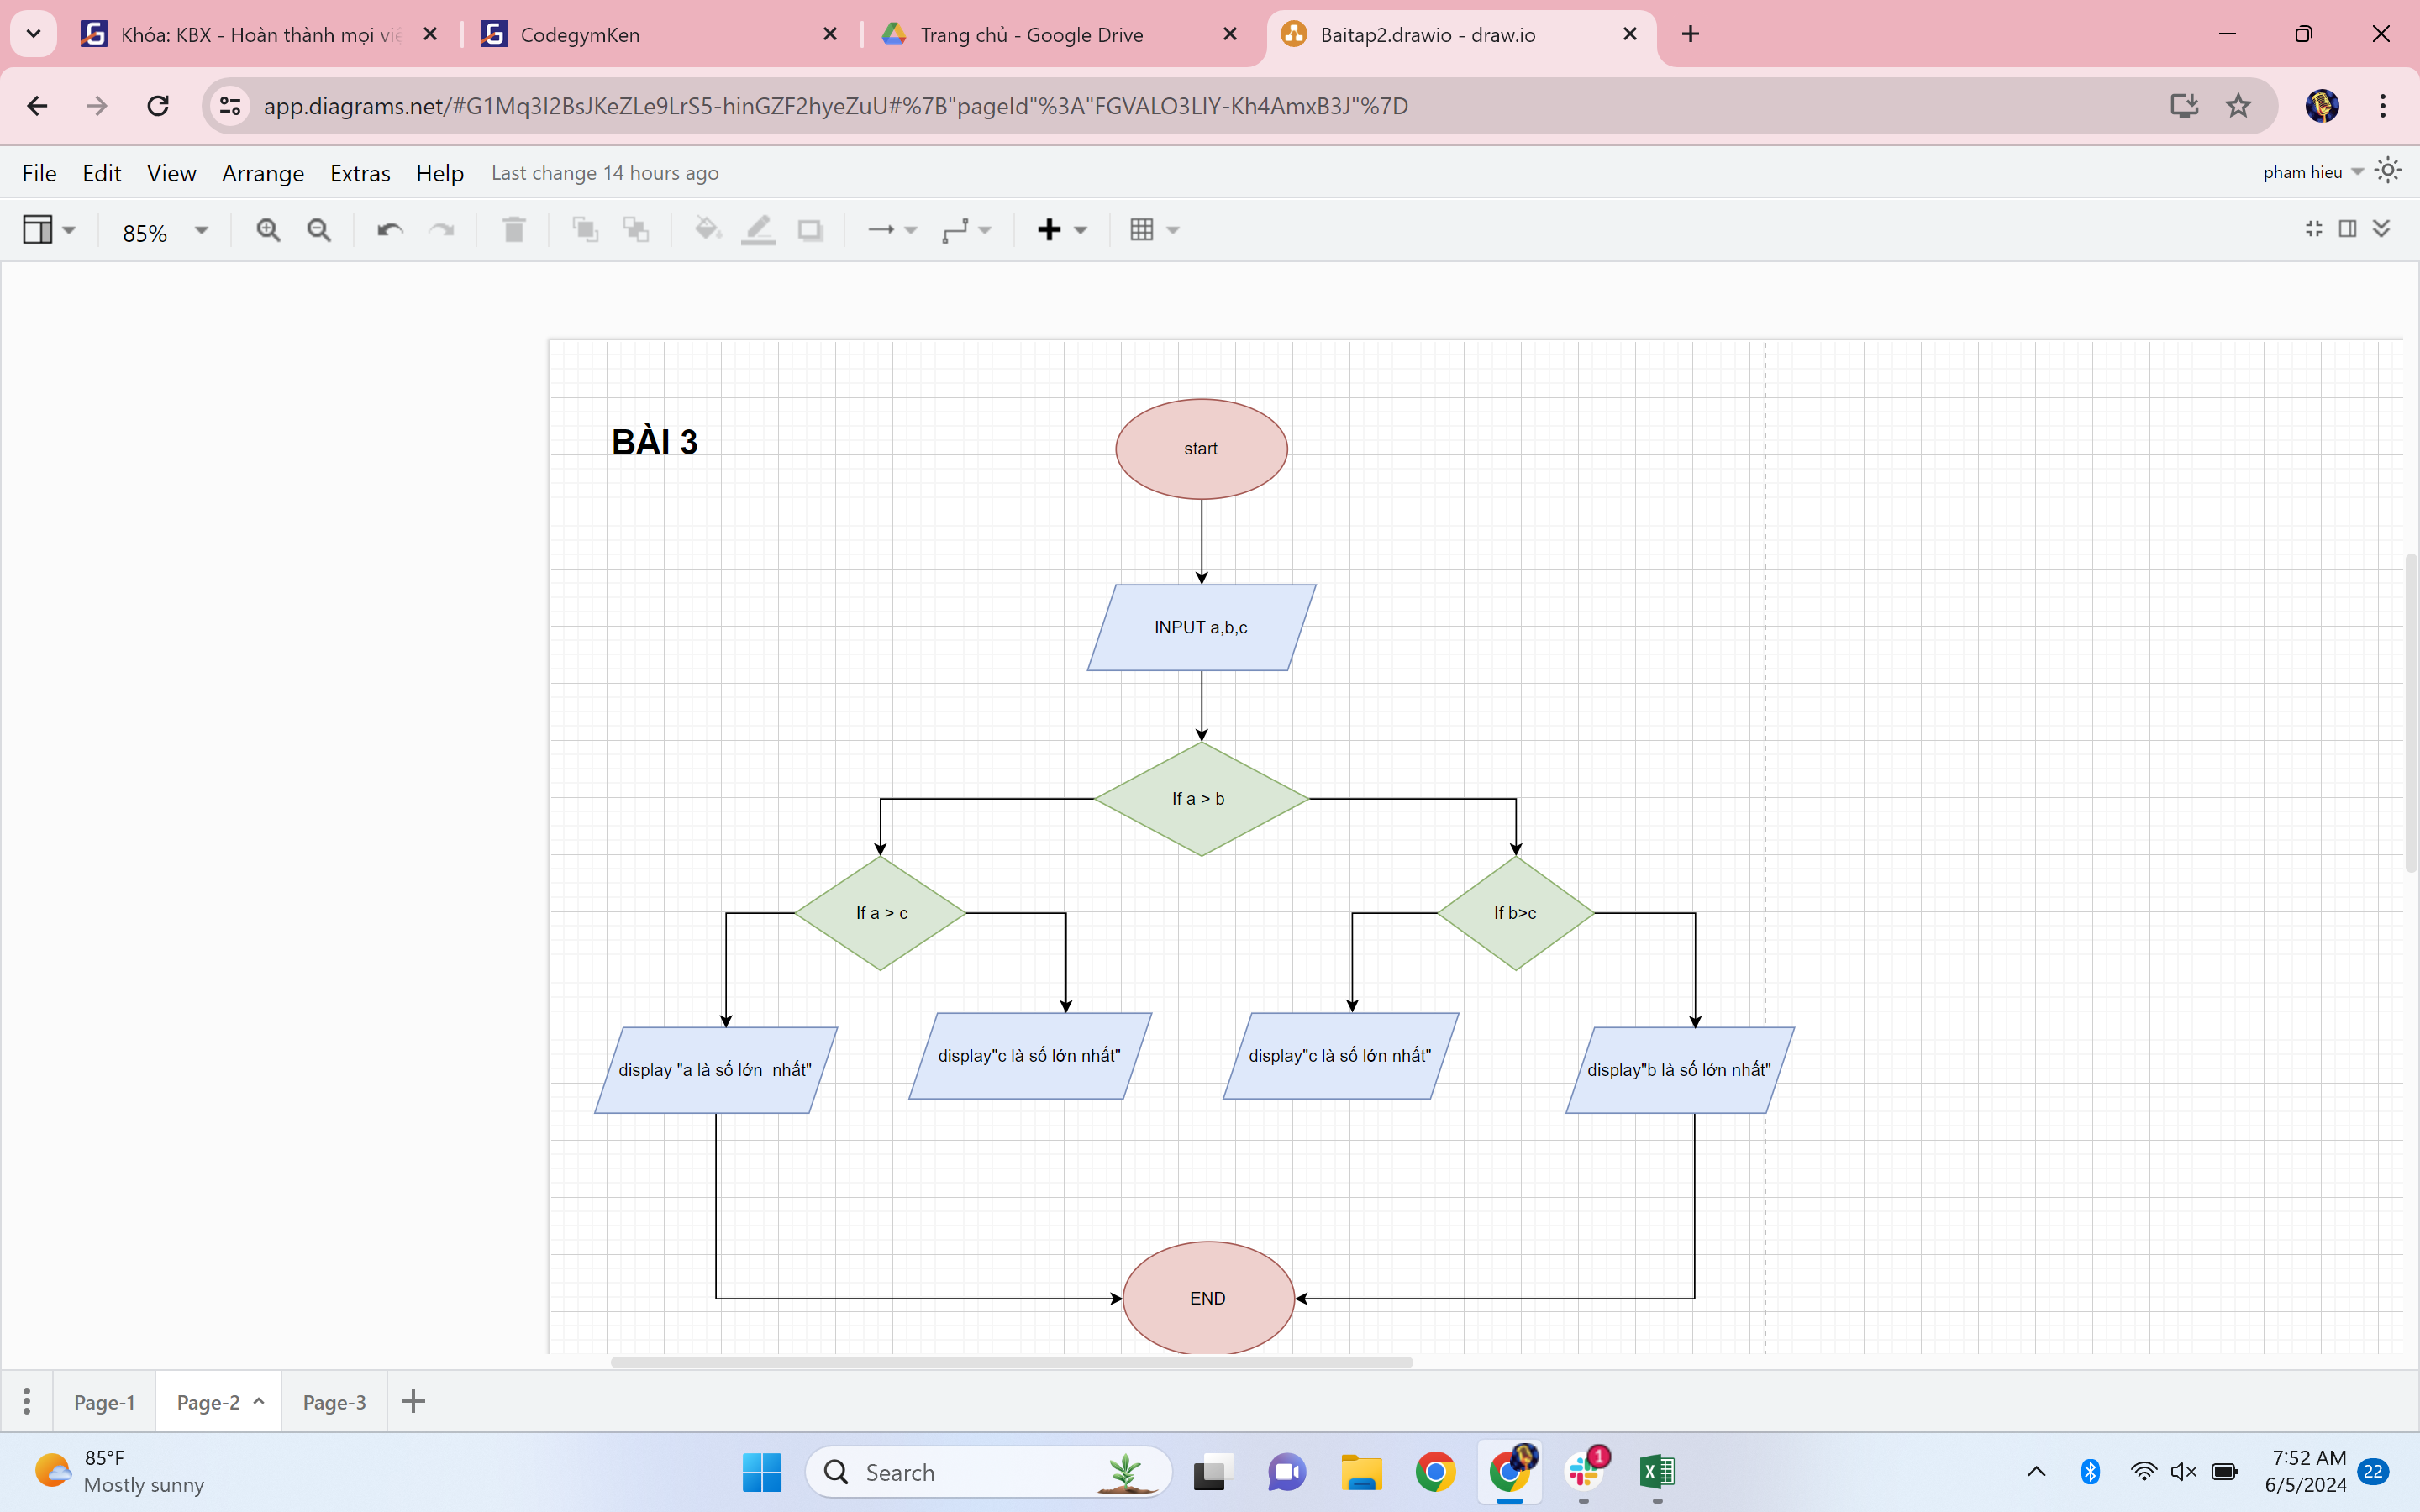 Khóa: KBX - Hoàn thành mọi việ
CodegymKen
Trang chủ - Google Drive
Baitap2.drawio - draw.io
app.diagrams.net/#G1Mq3I2BsJKeZLe9LrS5-hinGZF2hyeZuU#%7B"pageId"%3A"FGVALO3LIY-Kh4AmxB3J"%7D
File Edit View Arrange Extras Help Last change 14 hours ago
pham hieu
85%
BÀI 3
start
INPUT a,b,c
If a > b
If a > c
If b>c
display "a là số lớn  nhất"
display"c là số lớn nhất"
display"c là số lớn nhất"
display"b là số lớn nhất"
END
Page-1
Page-2
Page-3
85°F
Mostly sunny
Search
1
7:52 AM
6/5/2024
22